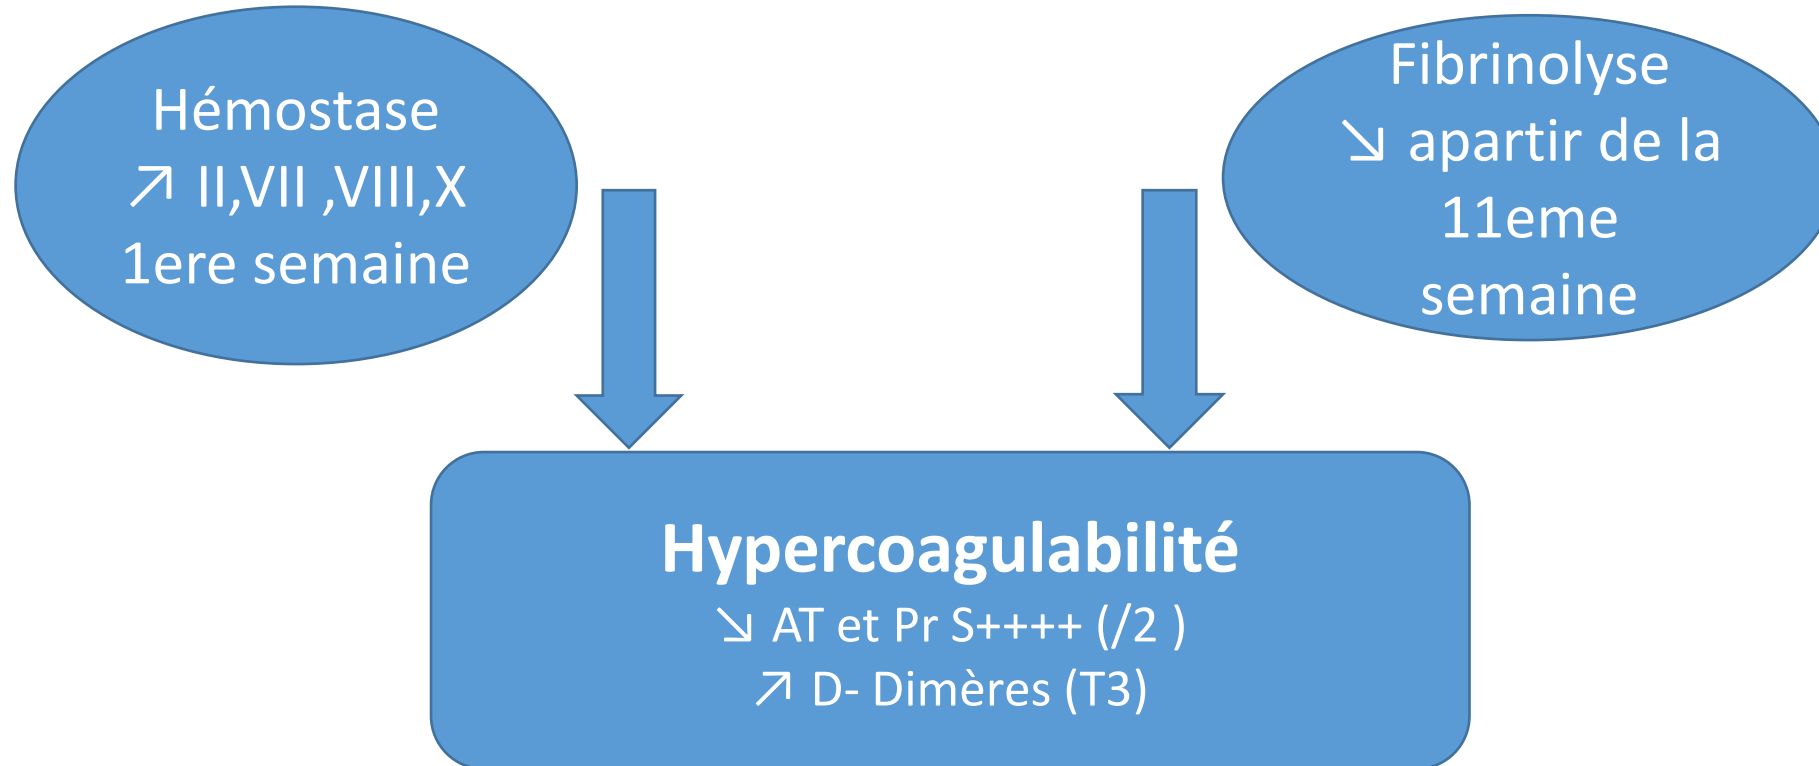 Hémostase
↗ II,VII ,VIII,X
1ere semaine
Fibrinolyse
↘ apartir de la
11eme
semaine
Hypercoagulabilité
↘ AT et Pr S++++ (/2 )
↗ D- Dimères (T3)